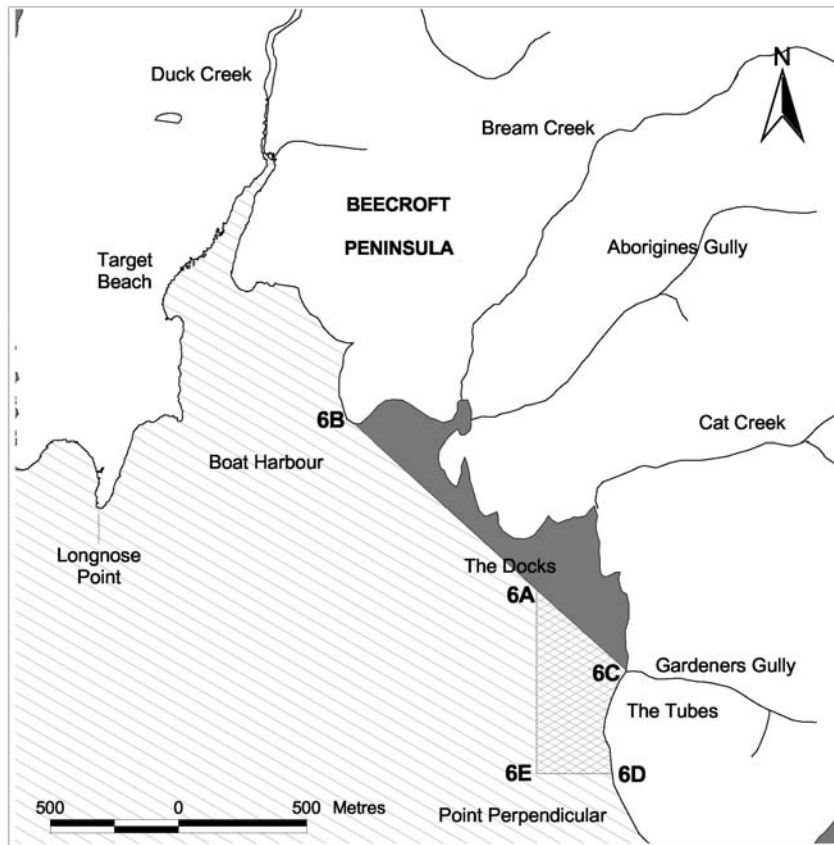 Duck Creek
N
Bream Creek
BEECROFT
PENINSULA
Aborigines Gully
Target
Beach
6B
Cat Creek
Boat Harbour
Longnose
Point
The Docks
6A
6C
Gardeners Gully
The Tubes
6E
6D
500 0 500 Metres
Point Perpendicular